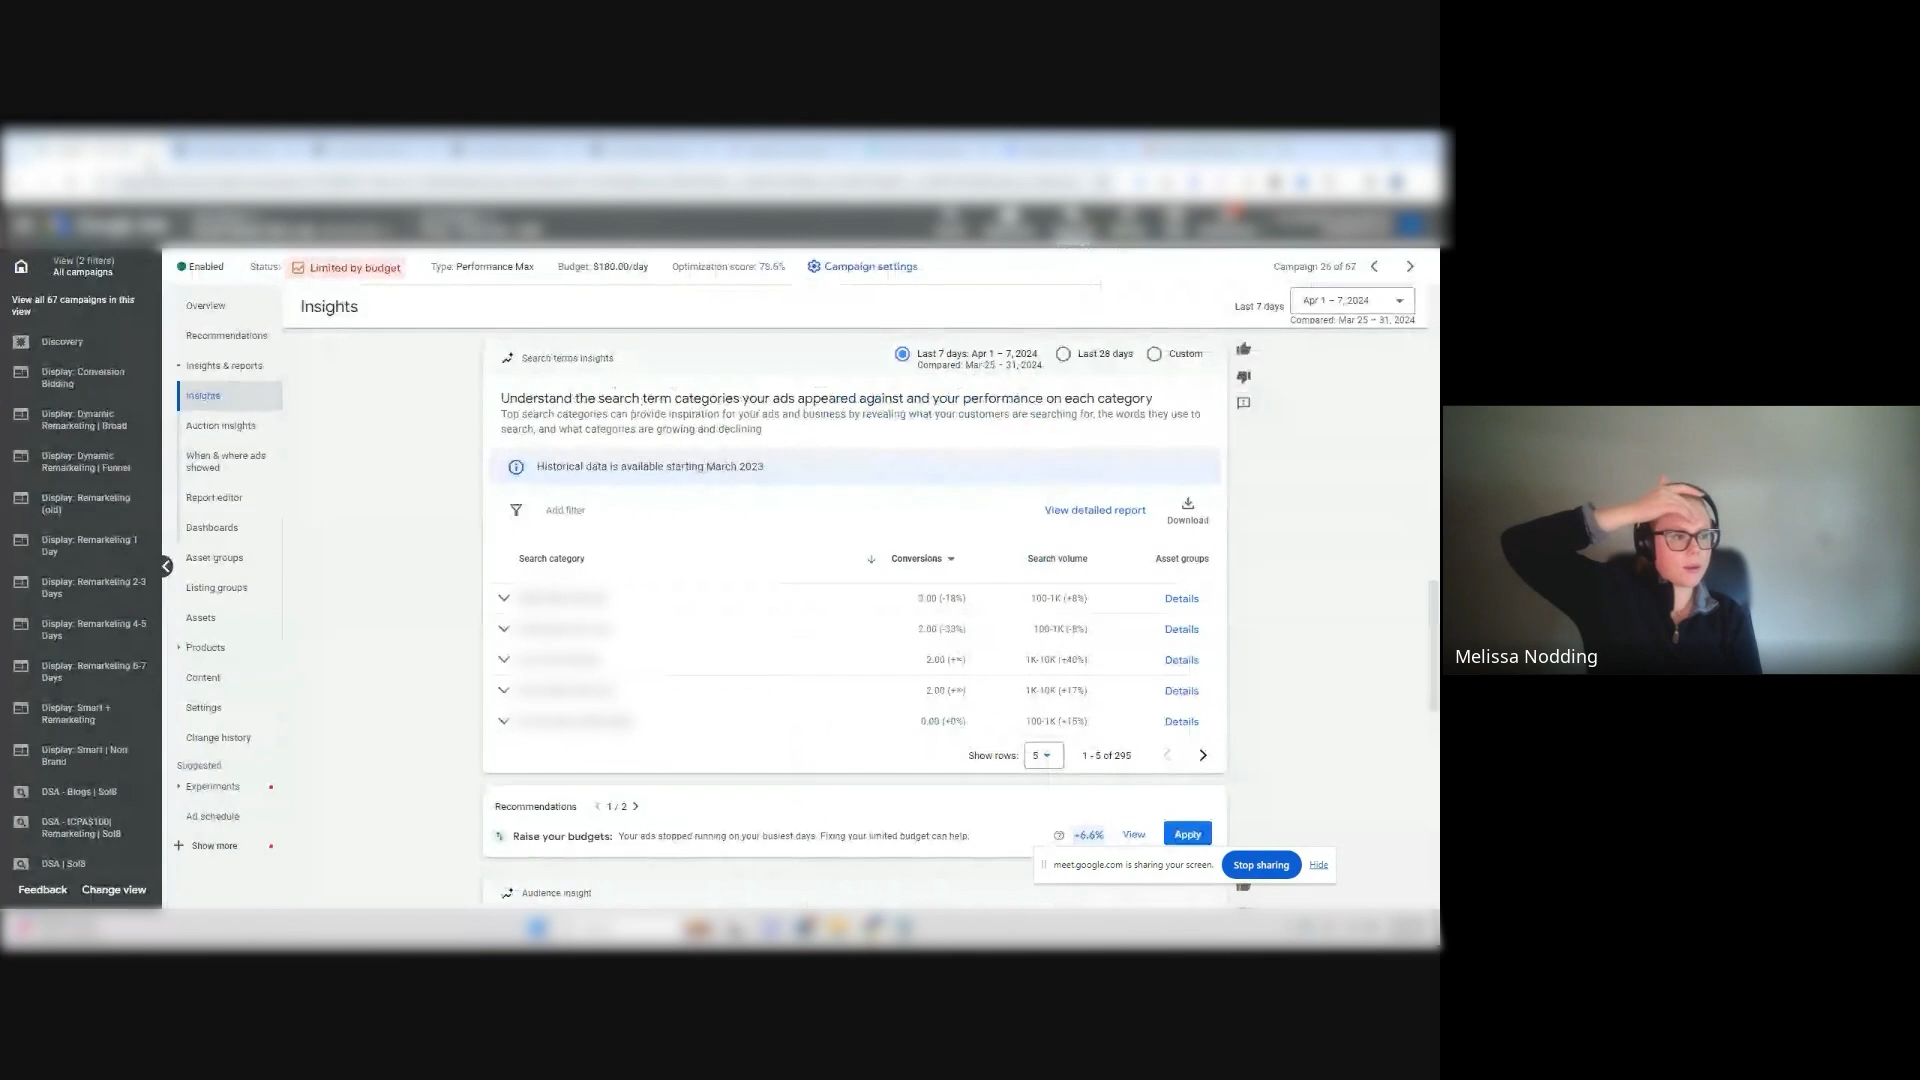 View (2 filters)
All campaigns
View all 67 campaigns in this
view
Discovery
Display: Conversion
Bidding
Display: Dynamic
Remarketing | Broad
Display: Dynamic
Remarketing | Funnel
Display: Remarketing
(old)
Display: Remarketing 1
Day
Display: Remarketing 2-3
Days
Display: Remarketing 4-5
Days
Display: Remarketing 6-7
Days
Display: Smart +
Remarketing
Display: Smart | Non
Brand
DSA - Blogs | Sol8
DSA - tCPA$100|
Remarketing | Sol8
DSA | Sol8
Feedback Change view
Enabled Status: Limited by budget Type: Performance Max Budget: $180.00/day Optimization score: 78.6% Campaign settings Campaign 26 of 67
Overview
Recommendations
Insights & reports
Insights
Auction insights
When & where ads
showed
Report editor
Dashboards
Asset groups
Listing groups
Assets
Products
Content
Settings
Change history
Suggested
Experiments
Ad schedule
Show more
Insights
Last 7 days Apr 1 – 7, 2024
Compared: Mar 25 – 31, 2024
Search terms insights
Last 7 days: Apr 1 – 7, 2024 Last 28 days Custom
Compared: Mar 25 – 31, 2024
Understand the search term categories your ads appeared against and your performance on each category
Top search categories can provide inspiration for your ads and business by revealing what your customers are searching for, the words they use to
search, and what categories are growing and declining
Historical data is available starting March 2023
Add filter View detailed report Download
Search category Conversions Search volume Asset groups
(-18%) 100-1K (+8%) Details
2.00 (-33%) 100-1K (-8%) Details
2.00 (+∞) 1K-10K (+40%) Details
2.00 (+∞) 1K-10K (+17%) Details
0.00 (+0%) 100-1K (+15%) Details
Show rows: 5 1 - 5 of 295
Recommendations 1 / 2
Raise your budgets: Your ads stopped running on your busiest days. Fixing your limited budget can help. +6.6% View Apply
meet.google.com is sharing your screen. Stop sharing Hide
Audience insight
Melissa Nodding